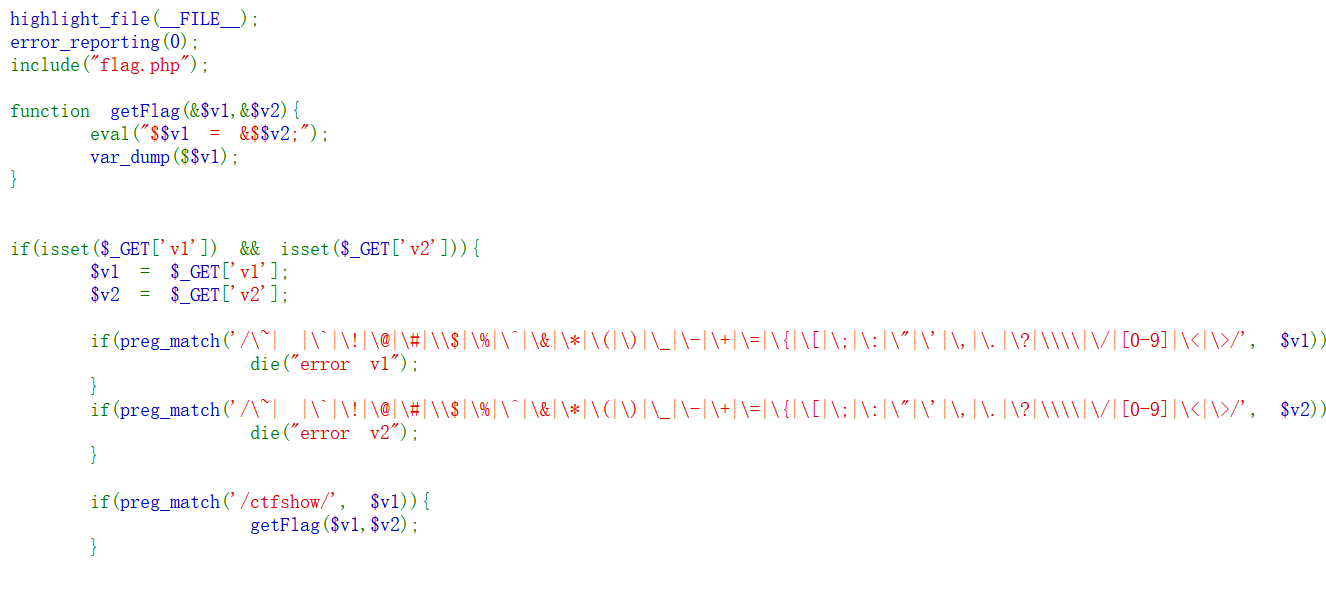 highlight_file(__FILE__);
error_reporting(0);
include("flag.php");
function  getFlag(&$v1,&$v2){
        eval("$$v1  =  &$$v2;");
        var_dump($$v1);
}
if(isset($_GET['v1'])  &&  isset($_GET['v2'])){
        $v1  =  $_GET['v1'];
        $v2  =  $_GET['v2'];
        if(preg_match('/\~|  |\`|\!|\@|\#|\\$|\%|\^|\&|\*|\(|\)|\_|\-|\+|\=|\{|\[|\;|\:|\"|\'|\,|\.|\?|\\\\|\/|[0-9]|\<|\>/',  $v1))
                        die("error  v1");
        }
        if(preg_match('/\~|  |\`|\!|\@|\#|\\$|\%|\^|\&|\*|\(|\)|\_|\-|\+|\=|\{|\[|\;|\:|\"|\'|\,|\.|\?|\\\\|\/|[0-9]|\<|\>/',  $v2))
                        die("error  v2");
        }
        if(preg_match('/ctfshow/',  $v1)){
                        getFlag($v1,$v2);
        }